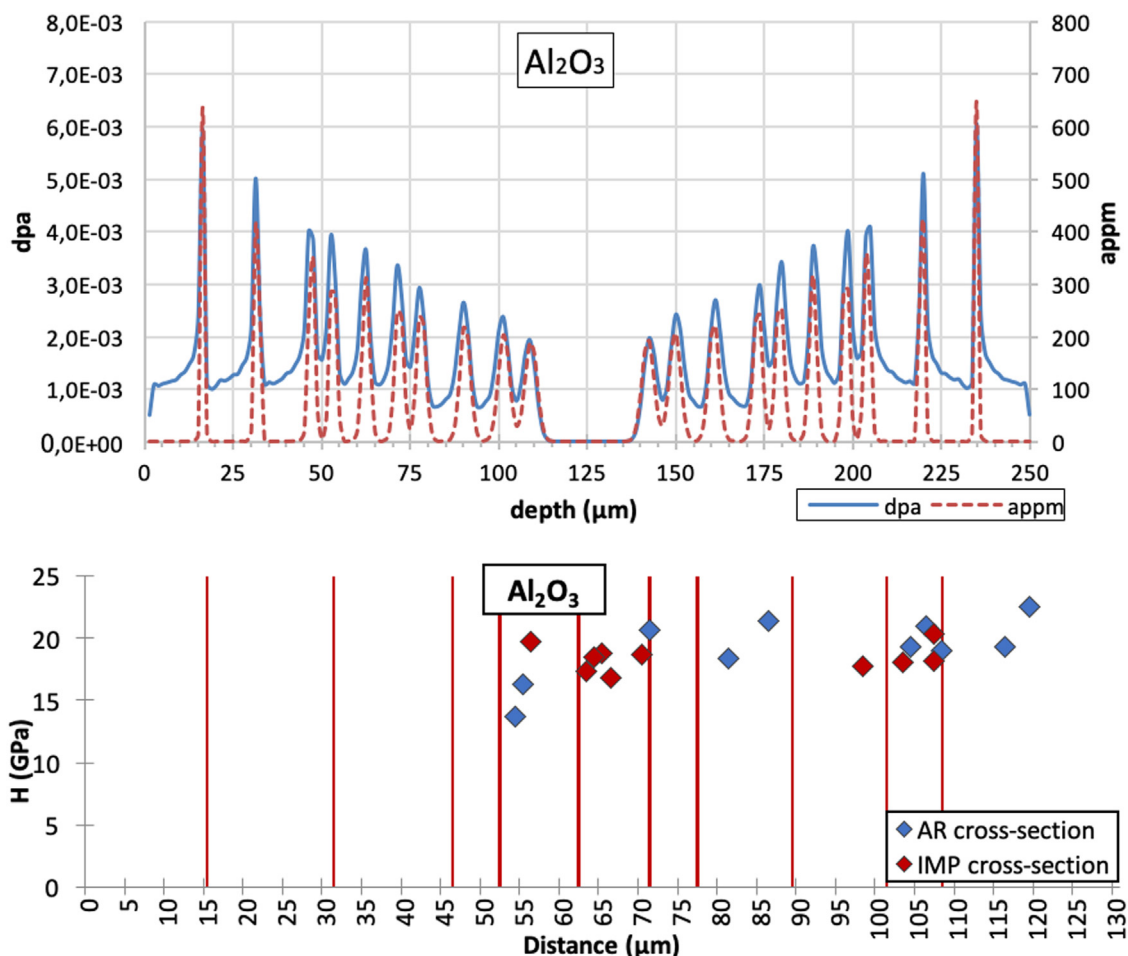 8,0E-03
7,0E-03
6,0E-03
5,0E-03
4,0E-03
3,0E-03
2,0E-03
1,0E-03
0,0E+00
dpa
Al2O3
800
700
600
500
400
300
200
100
0
appm
0 25 50 75 100 125 150 175 200 225 250
depth (µm)
dpa appm
25
20
15
10
5
0
H (GPa)
Al2O3
AR cross-section
IMP cross-section
0 5 10 15 20 25 30 35 40 45 50 55 60 65 70 75 80 85 90 95 100 105 110 115 120 125 130
Distance (µm)